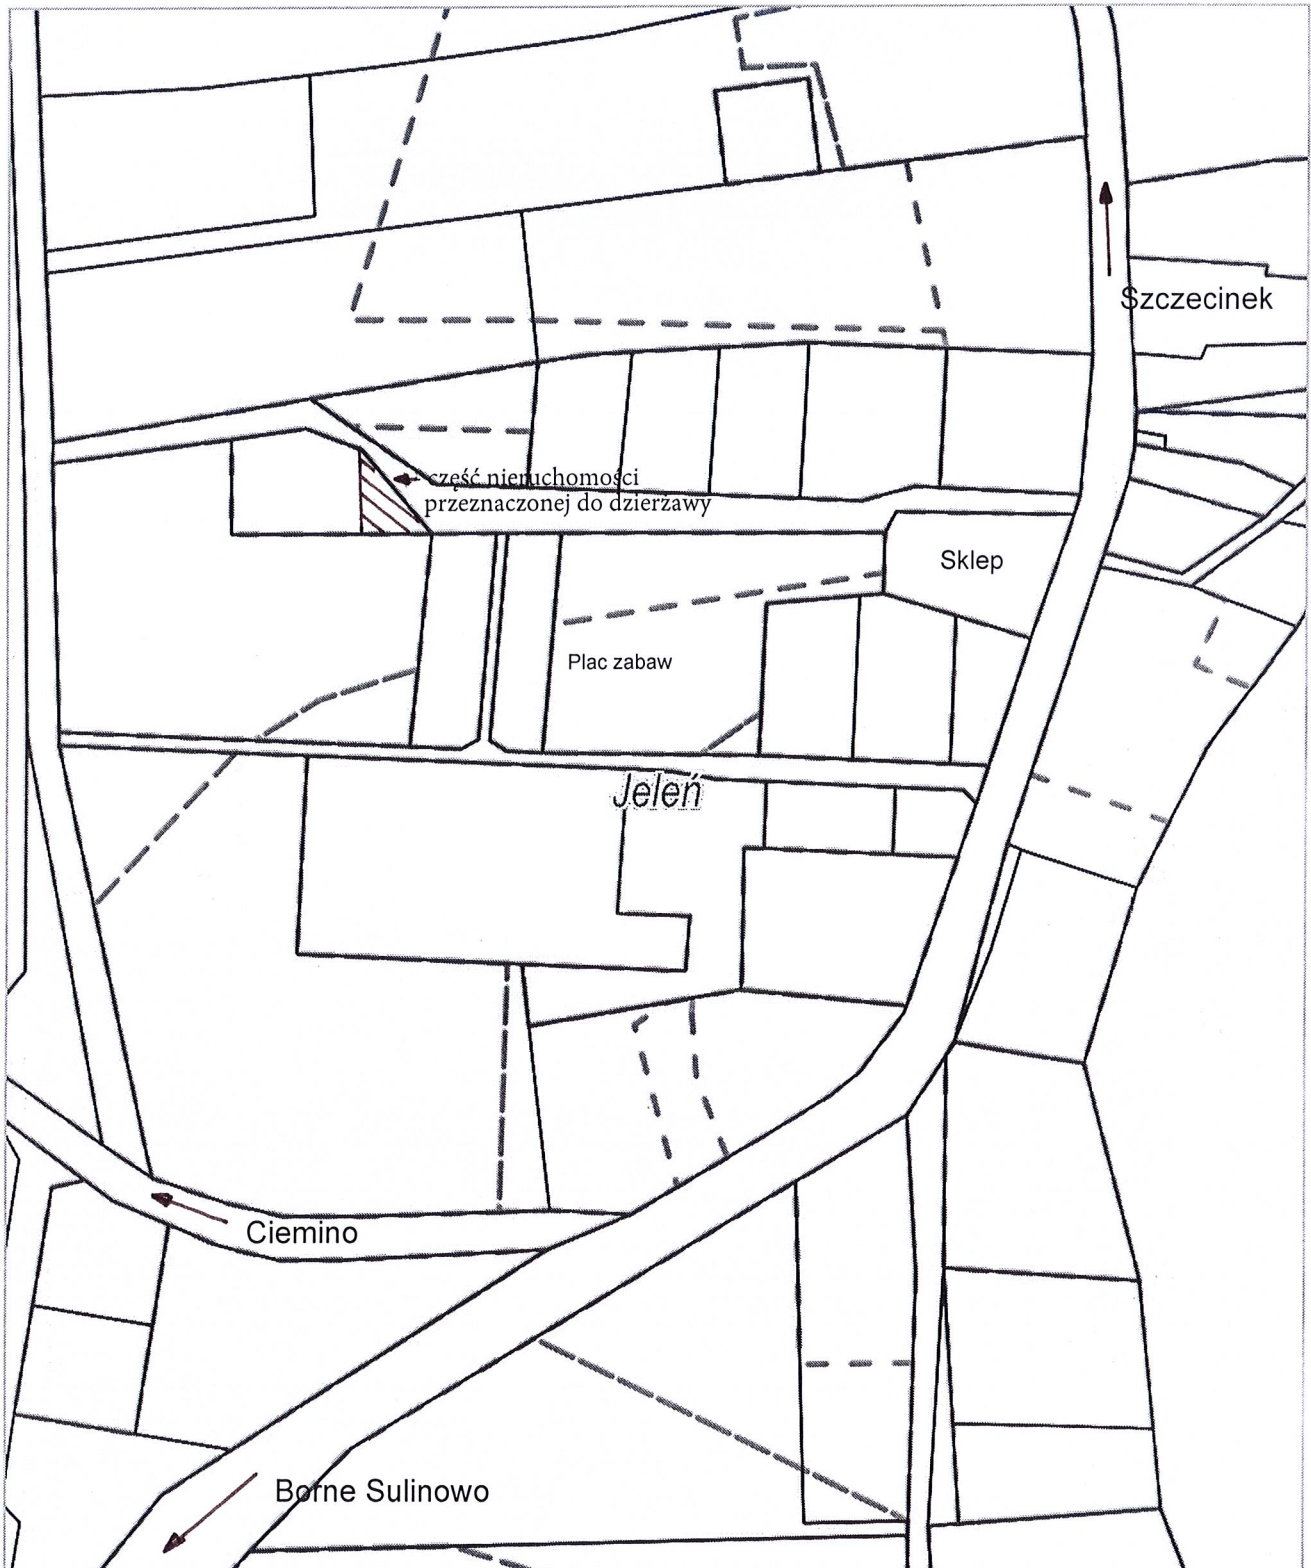 Szczecinek
część nieruchomości
przeznaczonej do dzierżawy
Sklep
Plac zabaw
Jeleń
Ciemino
Borne Sulinowo